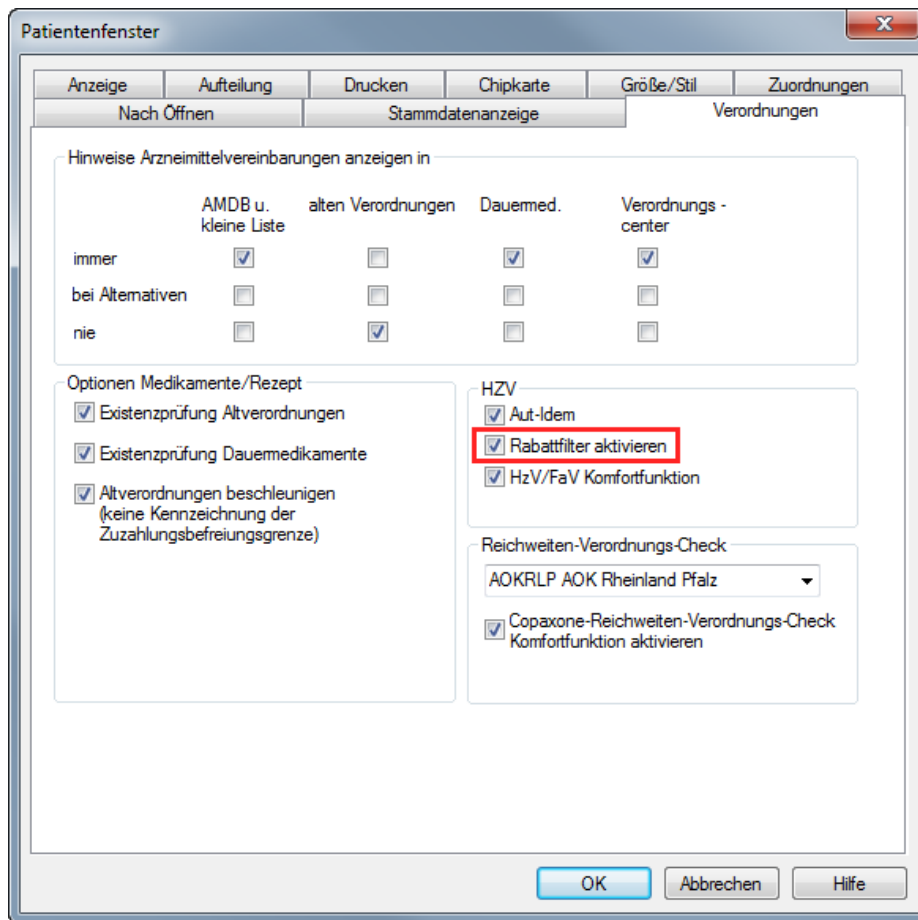 Patientenfenster
Anzeige Aufteilung Drucken Chipkarte Größe/Stil Zuordnungen
Nach Öffnen Stammdatenanzeige Verordnungen
Hinweise Arzneimittelvereinbarungen anzeigen in
AMDB u. alten Verordnungen Dauermed. Verordnungs -
kleine Liste center
immer
bei Alternativen
nie
Optionen Medikamente/Rezept
Existenzprüfung Altverordnungen
Existenzprüfung Dauermedikamente
Altverordnungen beschleunigen
(keine Kennzeichnung der
Zuzahlungsbefreiungsgrenze)
HZV
Aut-Idem
Rabattfilter aktivieren
HzV/FaV Komfortfunktion
Reichweiten-Verordnungs-Check
AOKRLP AOK Rheinland Pfalz
Copaxone-Reichweiten-Verordnungs-Check
Komfortfunktion aktivieren
OK Abbrechen Hilfe